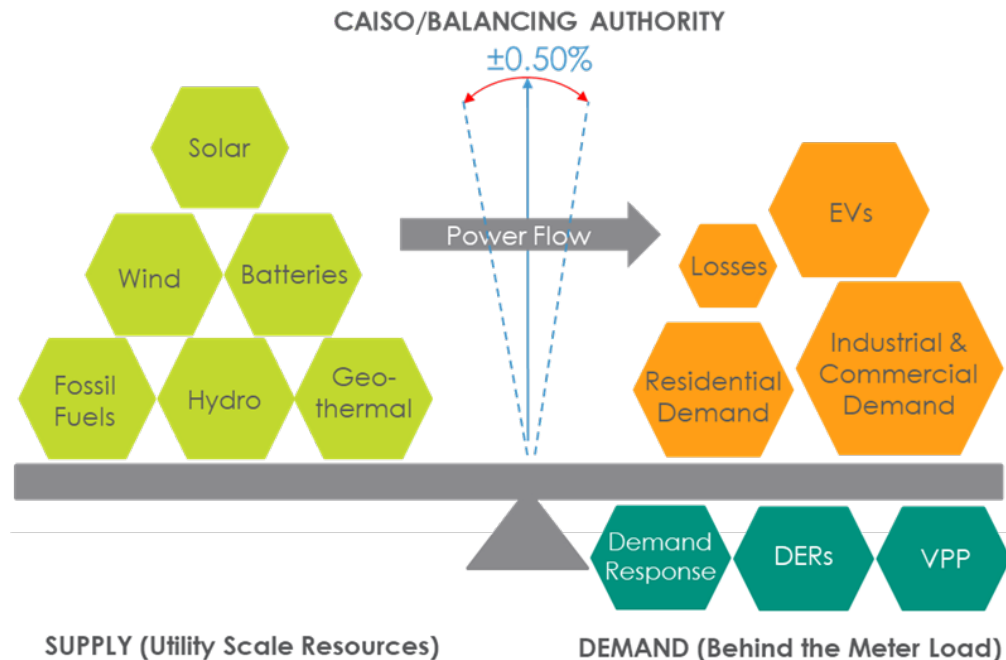 CAISO/BALANCING AUTHORITY
±0.50%
Solar
Wind
Batteries
Fossil
Fuels
Hydro
Geo-
thermal
Power Flow
EVs
Losses
Residential
Demand
Industrial &
Commercial
Demand
Demand
Response
DERs
VPP
SUPPLY (Utility Scale Resources)
DEMAND (Behind the Meter Load)